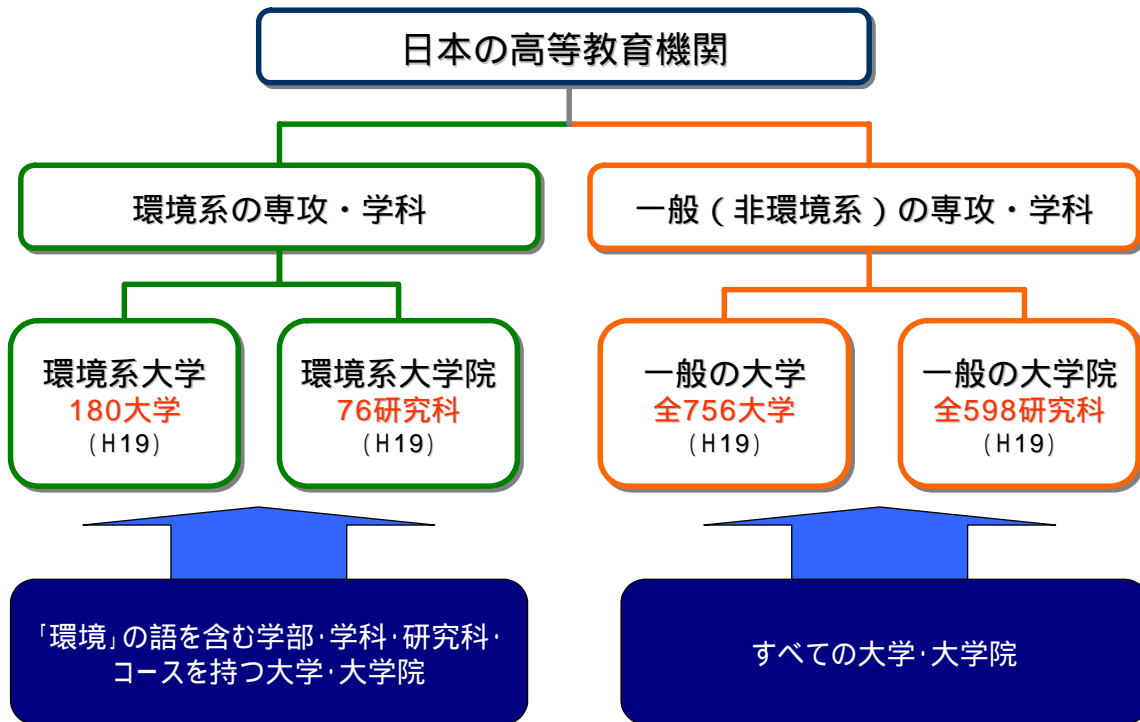 日本の高等教育機関
環境系の専攻・学科
一般（非環境系）の専攻・学科
環境系大学
180大学
(H19)
環境系大学院
76研究科
(H19)
一般の大学
全756大学
(H19)
一般の大学院
全598研究科
(H19)
「環境」の語を含む学部・学科・研究科・
コースを持つ大学・大学院
すべての大学・大学院